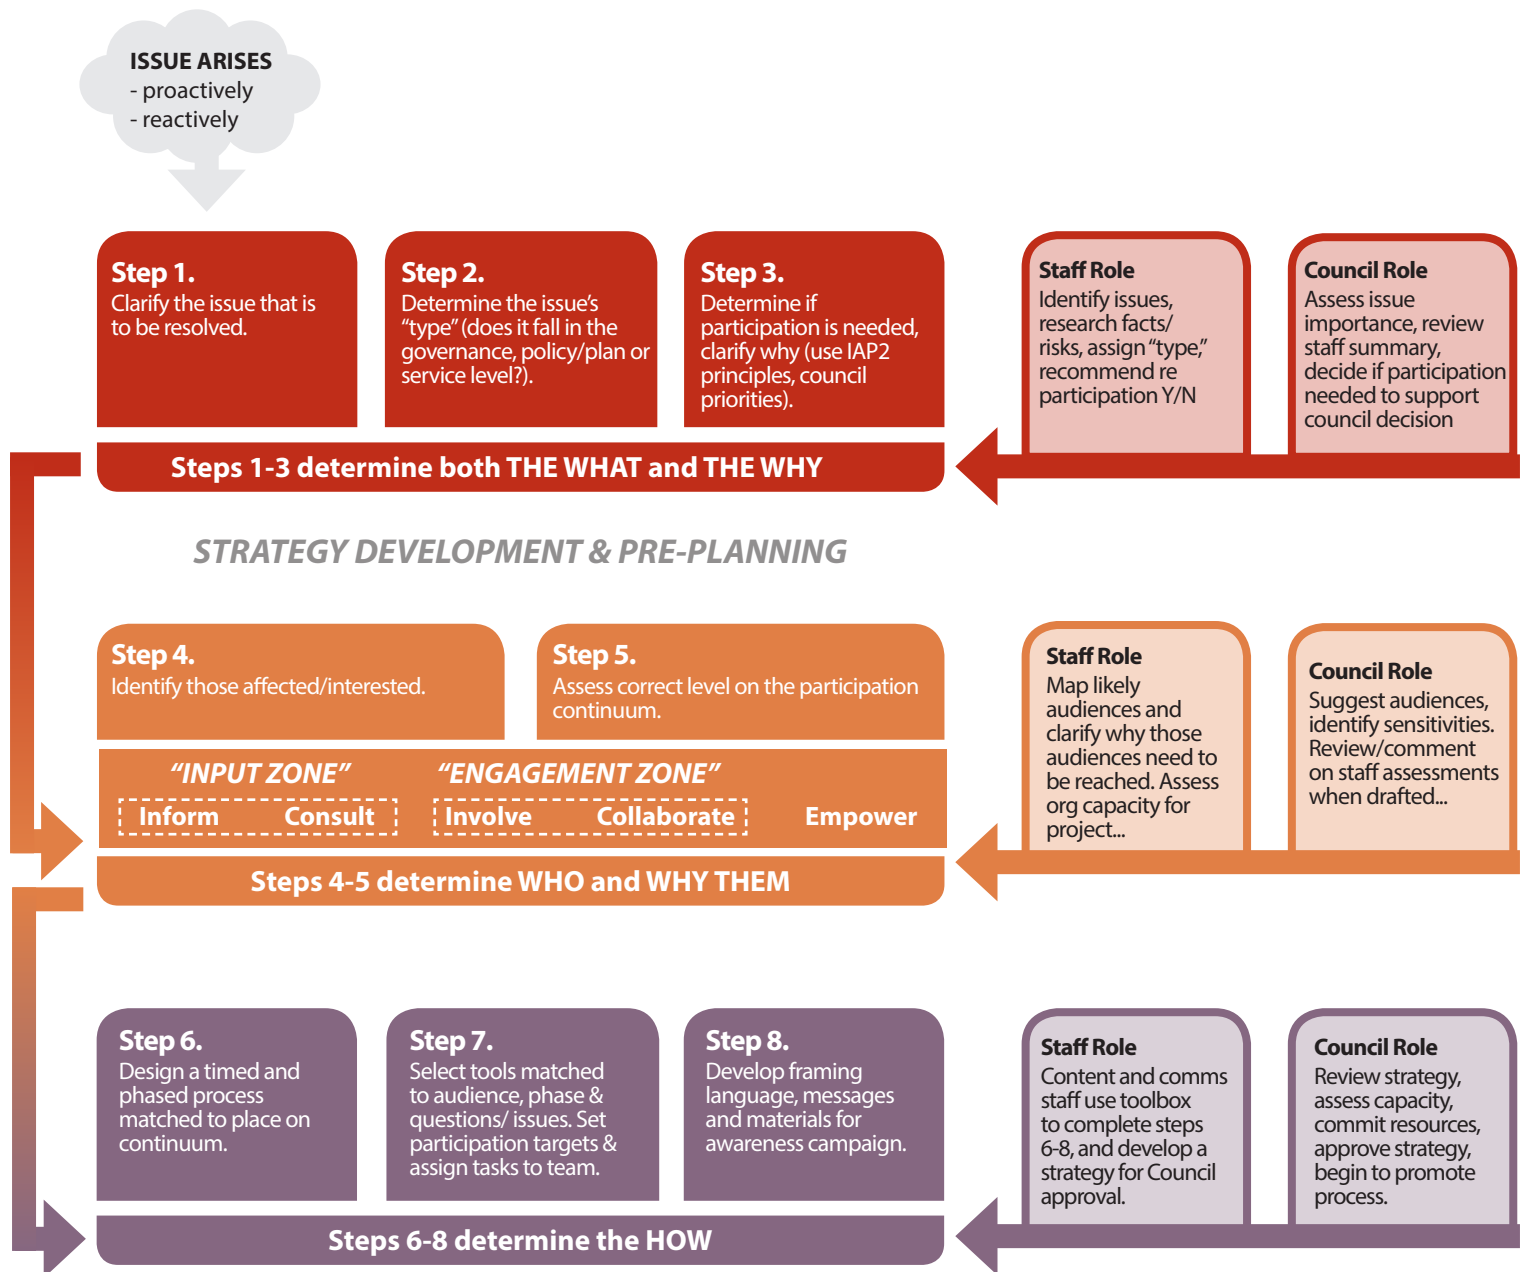 ISSUE ARISES
- proactively
- reactively
Step 1.
Clarify the issue that is
to be resolved.
Step 2.
Determine the issue’s
“type” (does it fall in the
governance, policy/plan or
service level?).
Step 3.
Determine if
participation is needed,
clarify why (use IAP2
principles, council
priorities).
Staff Role
Identify issues,
research facts/
risks, assign “type,”
recommend re
participation Y/N
Council Role
Assess issue
importance, review
staff summary,
decide if participation
needed to support
council decision
Steps 1-3 determine both THE WHAT and THE WHY
STRATEGY DEVELOPMENT & PRE-PLANNING
Step 4.
Identify those affected/interested.
Step 5.
Assess correct level on the participation
continuum.
“INPUT ZONE” “ENGAGEMENT ZONE”
Inform Consult Involve Collaborate Empower
Steps 4-5 determine WHO and WHY THEM
Staff Role
Map likely
audiences and
clarify why those
audiences need to
be reached. Assess
org capacity for
project...
Council Role
Suggest audiences,
identify sensitivities.
Review/comment
on staff assessments
when drafted...
Step 6.
Design a timed and
phased process
matched to place on
continuum.
Step 7.
Select tools matched
to audience, phase &
questions/ issues. Set
participation targets &
assign tasks to team.
Step 8.
Develop framing
language, messages
and materials for
awareness campaign.
Staff Role
Content and comms
staff use toolbox
to complete steps
6-8, and develop a
strategy for Council
approval.
Council Role
Review strategy,
assess capacity,
commit resources,
approve strategy,
begin to promote
process.
Steps 6-8 determine the HOW